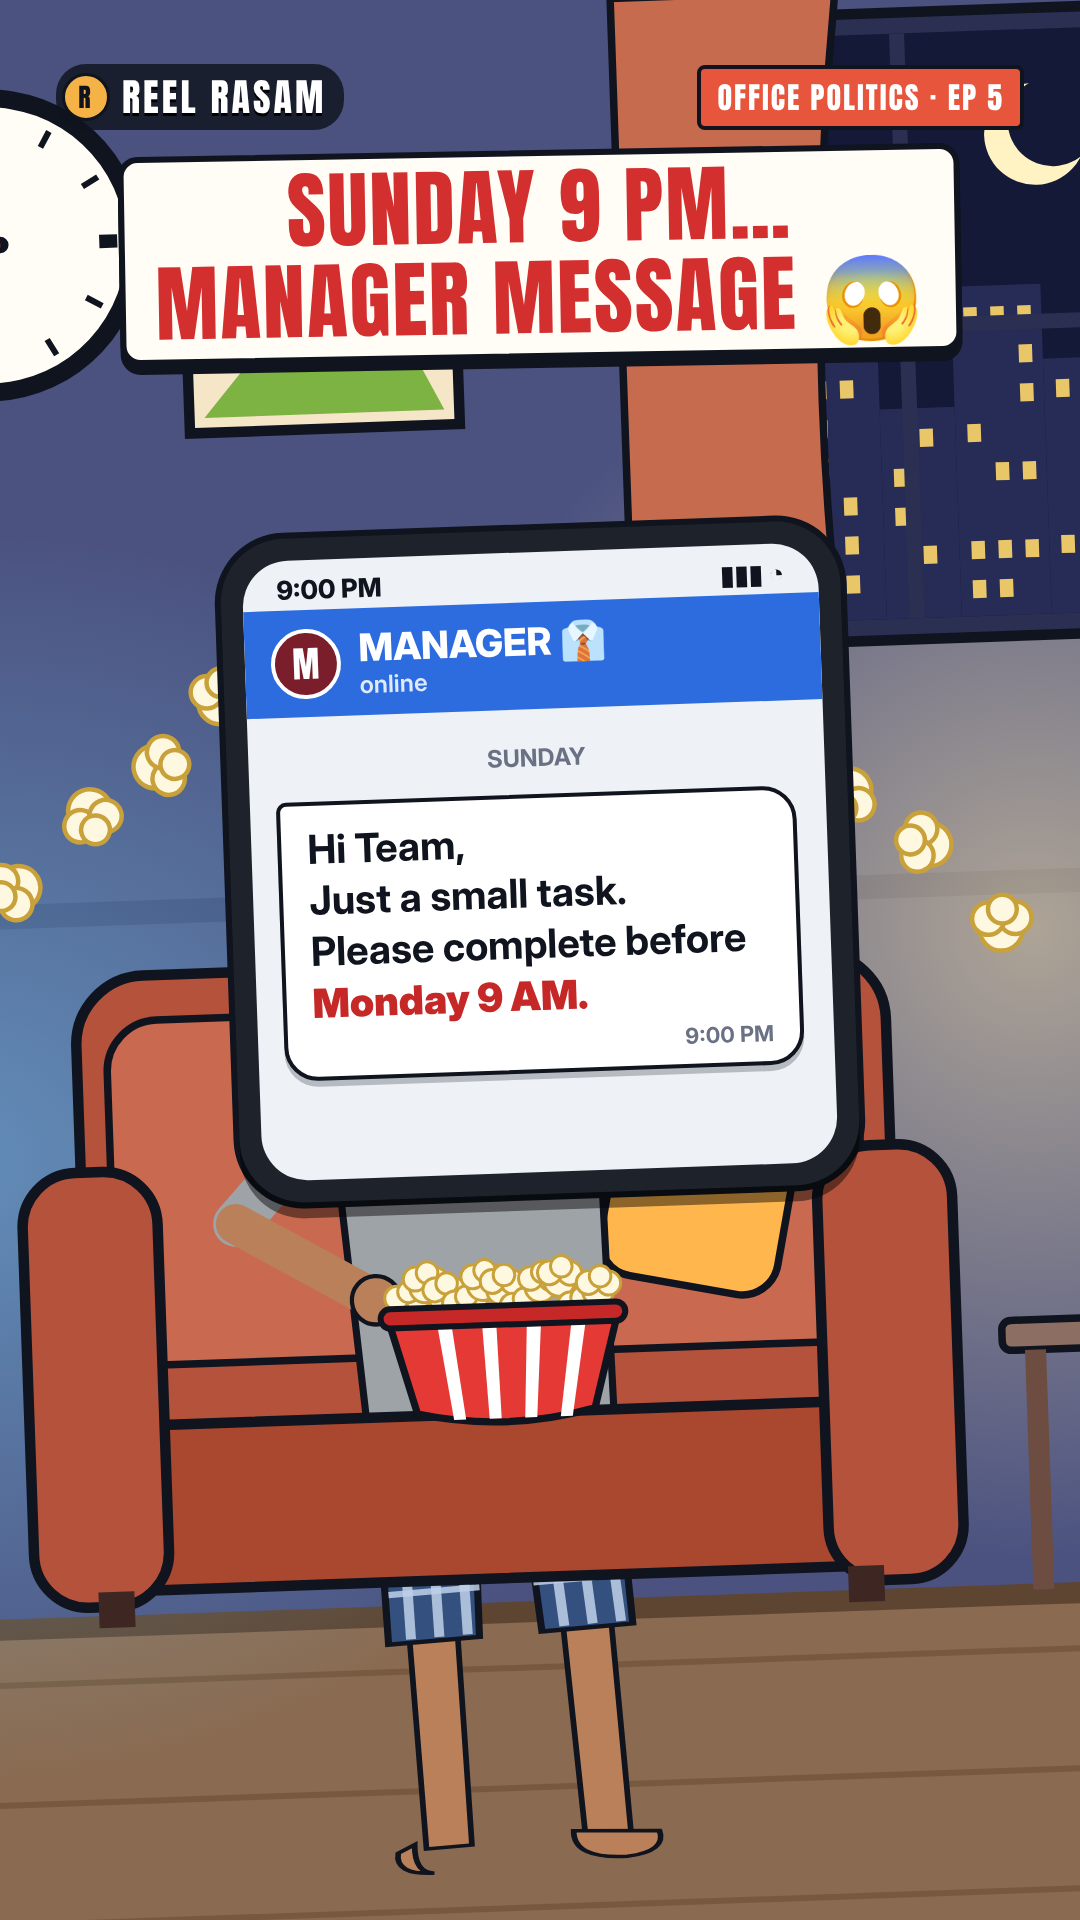 R REEL RASAM
OFFICE POLITICS · EP 5
SUNDAY 9 PM...
MANAGER MESSAGE 😱
9:00 PM
M
MANAGER 👔
online
SUNDAY
Hi Team,
Just a small task.
Please complete before
Monday 9 AM.
9:00 PM